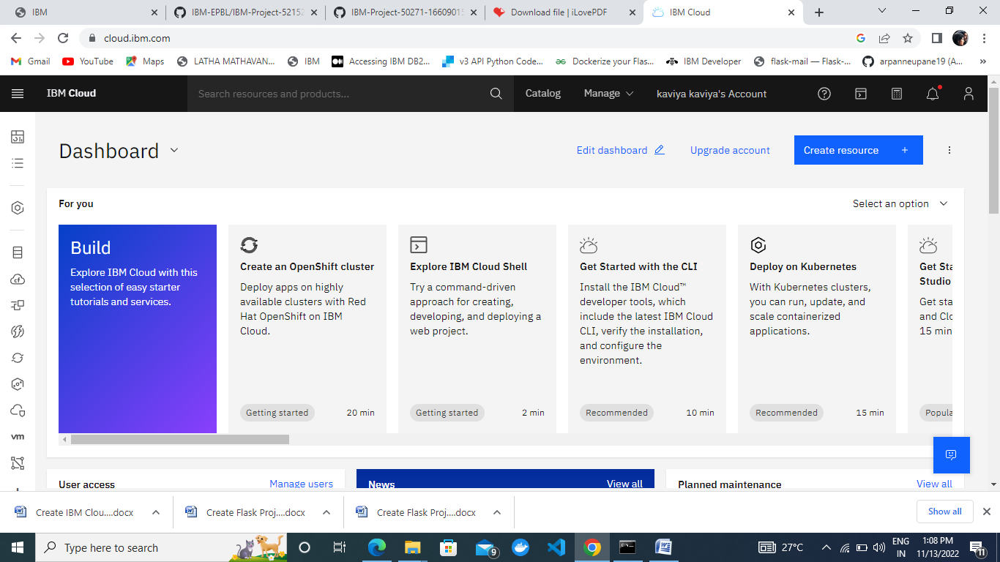 IBM
IBM-EPBL/IBM-Project-52152
IBM-Project-50271-16609015
Download file | iLovePDF
IBM Cloud
cloud.ibm.com
Gmail
YouTube
Maps
LATHA MATHAVAN...
IBM
Accessing IBM DB2...
v3 API Python Code...
Dockerize your Flas...
IBM Developer
flask-mail — Flask-...
arpanneupane19 (A...
»
IBM Cloud
Search resources and products...
Catalog
Manage
kaviya kaviya's Account
Dashboard
Edit dashboard
Upgrade account
Create resource +
For you
Select an option
Build
Explore IBM Cloud with this
selection of easy starter
tutorials and services.
Create an OpenShift cluster
Deploy apps on highly
available clusters with Red
Hat OpenShift on IBM
Cloud.
Getting started
20 min
Explore IBM Cloud Shell
Try a command-driven
approach for creating,
developing, and deploying a
web project.
Getting started
2 min
Get Started with the CLI
Install the IBM Cloud™
developer tools, which
include the latest IBM Cloud
CLI, verify the installation,
and configure the
environment.
Recommended
10 min
Deploy on Kubernetes
With Kubernetes clusters,
you can run, update, and
scale containerized
applications.
Recommended
15 min
Get Sta
Studio
Get sta
and Clo
15 min
Popula
cf
vm
User access
Manage users
News
View all
Planned maintenance
View all
Create IBM Clou....docx
Create Flask Proj....docx
Create Flask Proj....docx
Show all
Type here to search
9
27°C
ENG
IN
1:08 PM
11/13/2022
11